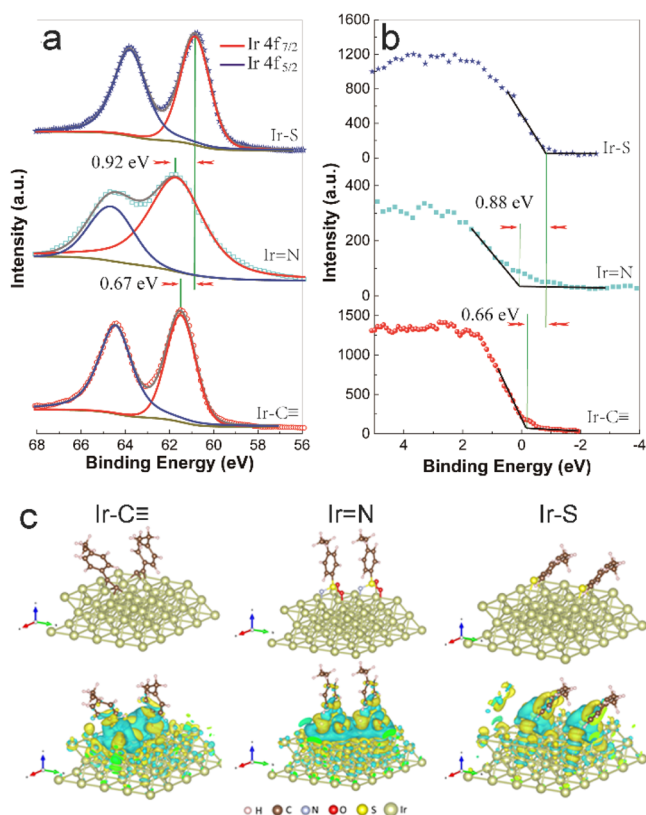 a
Ir 4f7/2
Ir 4f5/2
Ir-S
0.92 eV
Ir=N
0.67 eV
Ir-C≡
Intensity (a.u.)
68 66 64 62 60 58 56
Binding Energy (eV)
b
1600
1200
800
400
0
Ir-S
400
200
0
0.88 eV
Ir=N
1500
1000
500
0
0.66 eV
Ir-C≡
Intensity (a.u.)
4 2 0 -2 -4
Binding Energy (eV)
c
Ir-C≡ Ir=N Ir-S
H C N O S Ir